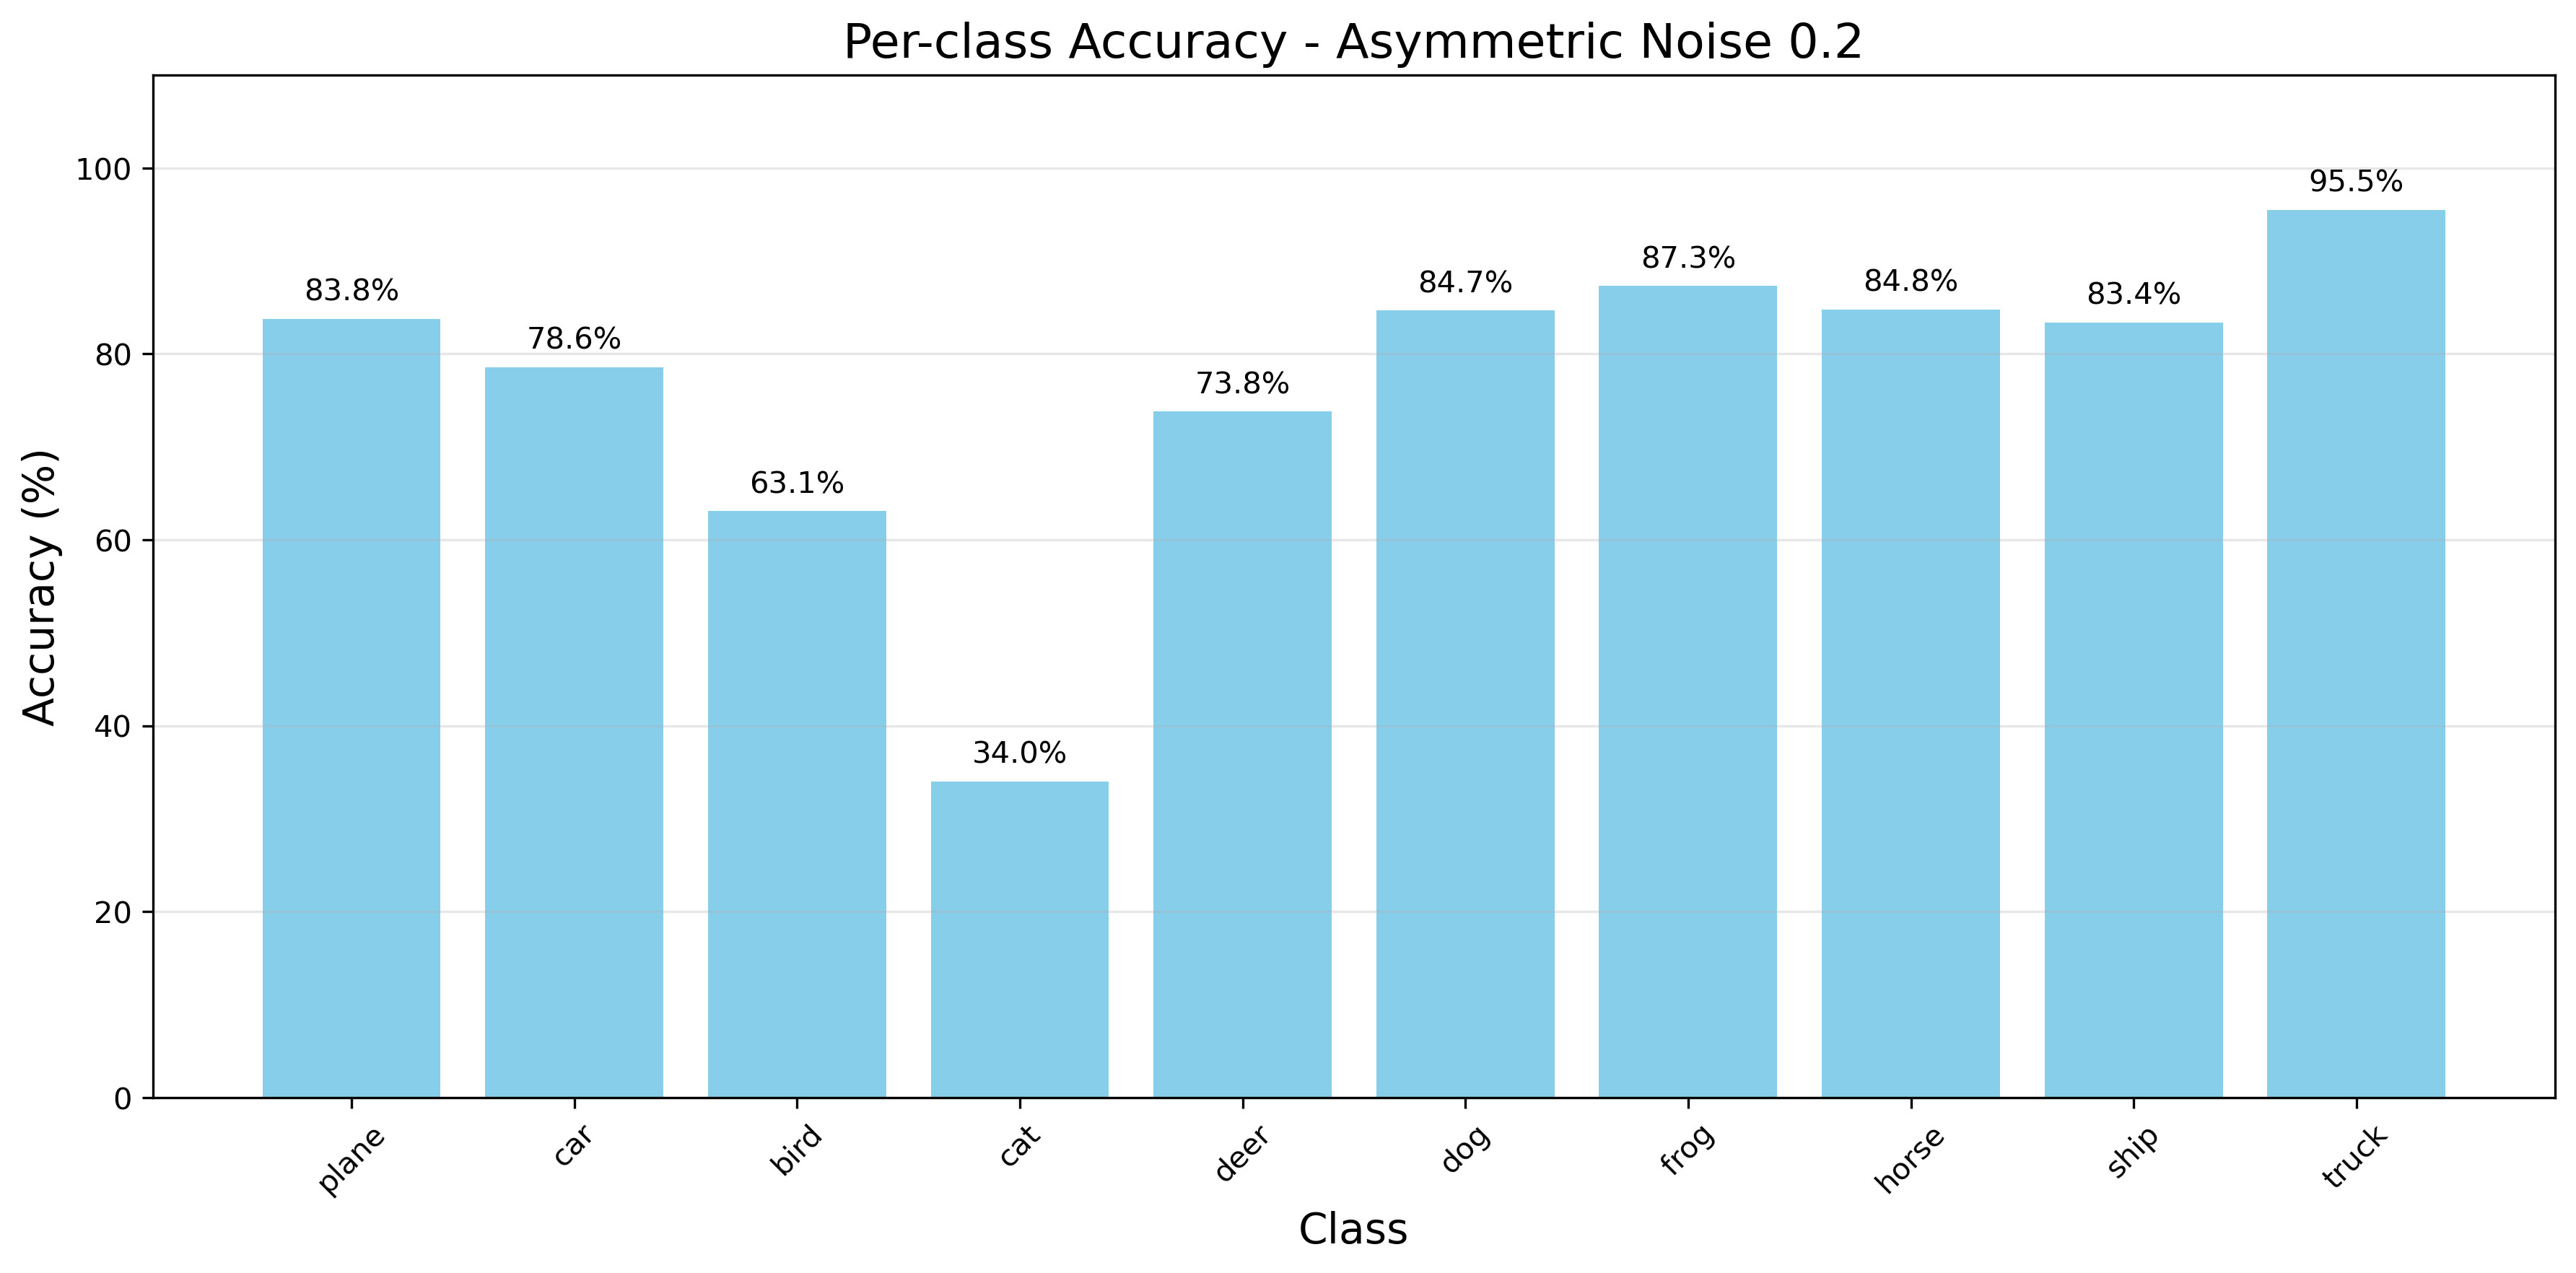 Per-class Accuracy - Asymmetric Noise 0.2
Accuracy (%)
100
80
60
40
20
0
83.8%
78.6%
63.1%
34.0%
73.8%
84.7%
87.3%
84.8%
83.4%
95.5%
plane
car
bird
cat
deer
dog
frog
horse
ship
truck
Class